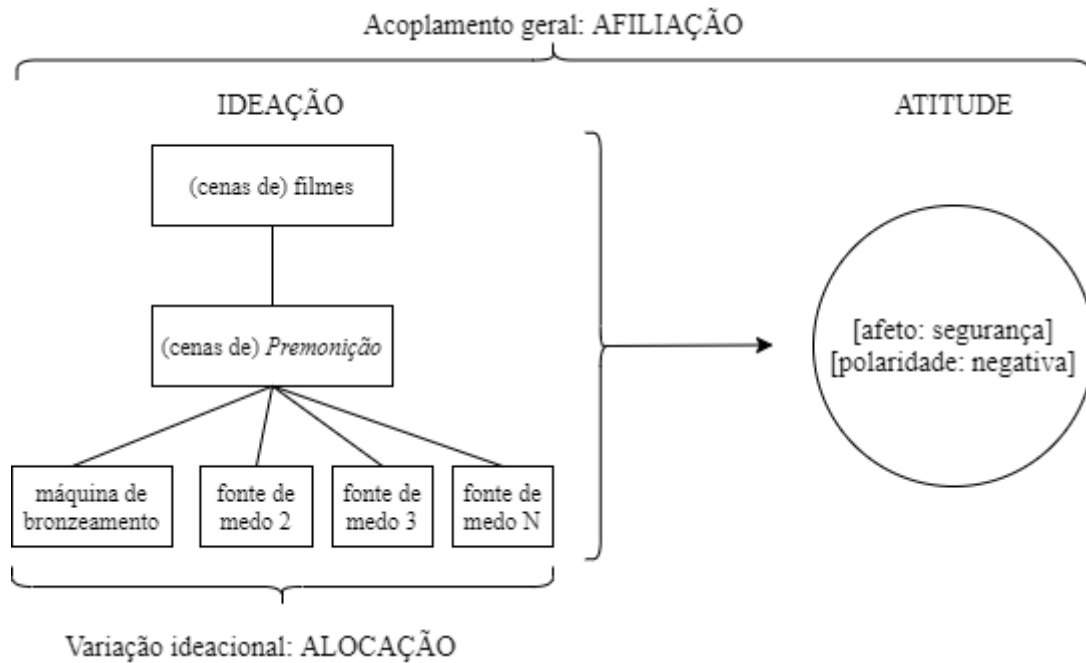 Acoplamento geral: AFILIAÇÃO
IDEAÇÃO
ATITUDE
(cenas de) filmes
(cenas de) Premonição
[afeto: segurança]
[polaridade: negativa]
máquina de
bronzeamento
fonte de
medo 2
fonte de
medo 3
fonte de
medo N
Variação ideacional: ALOCAÇÃO